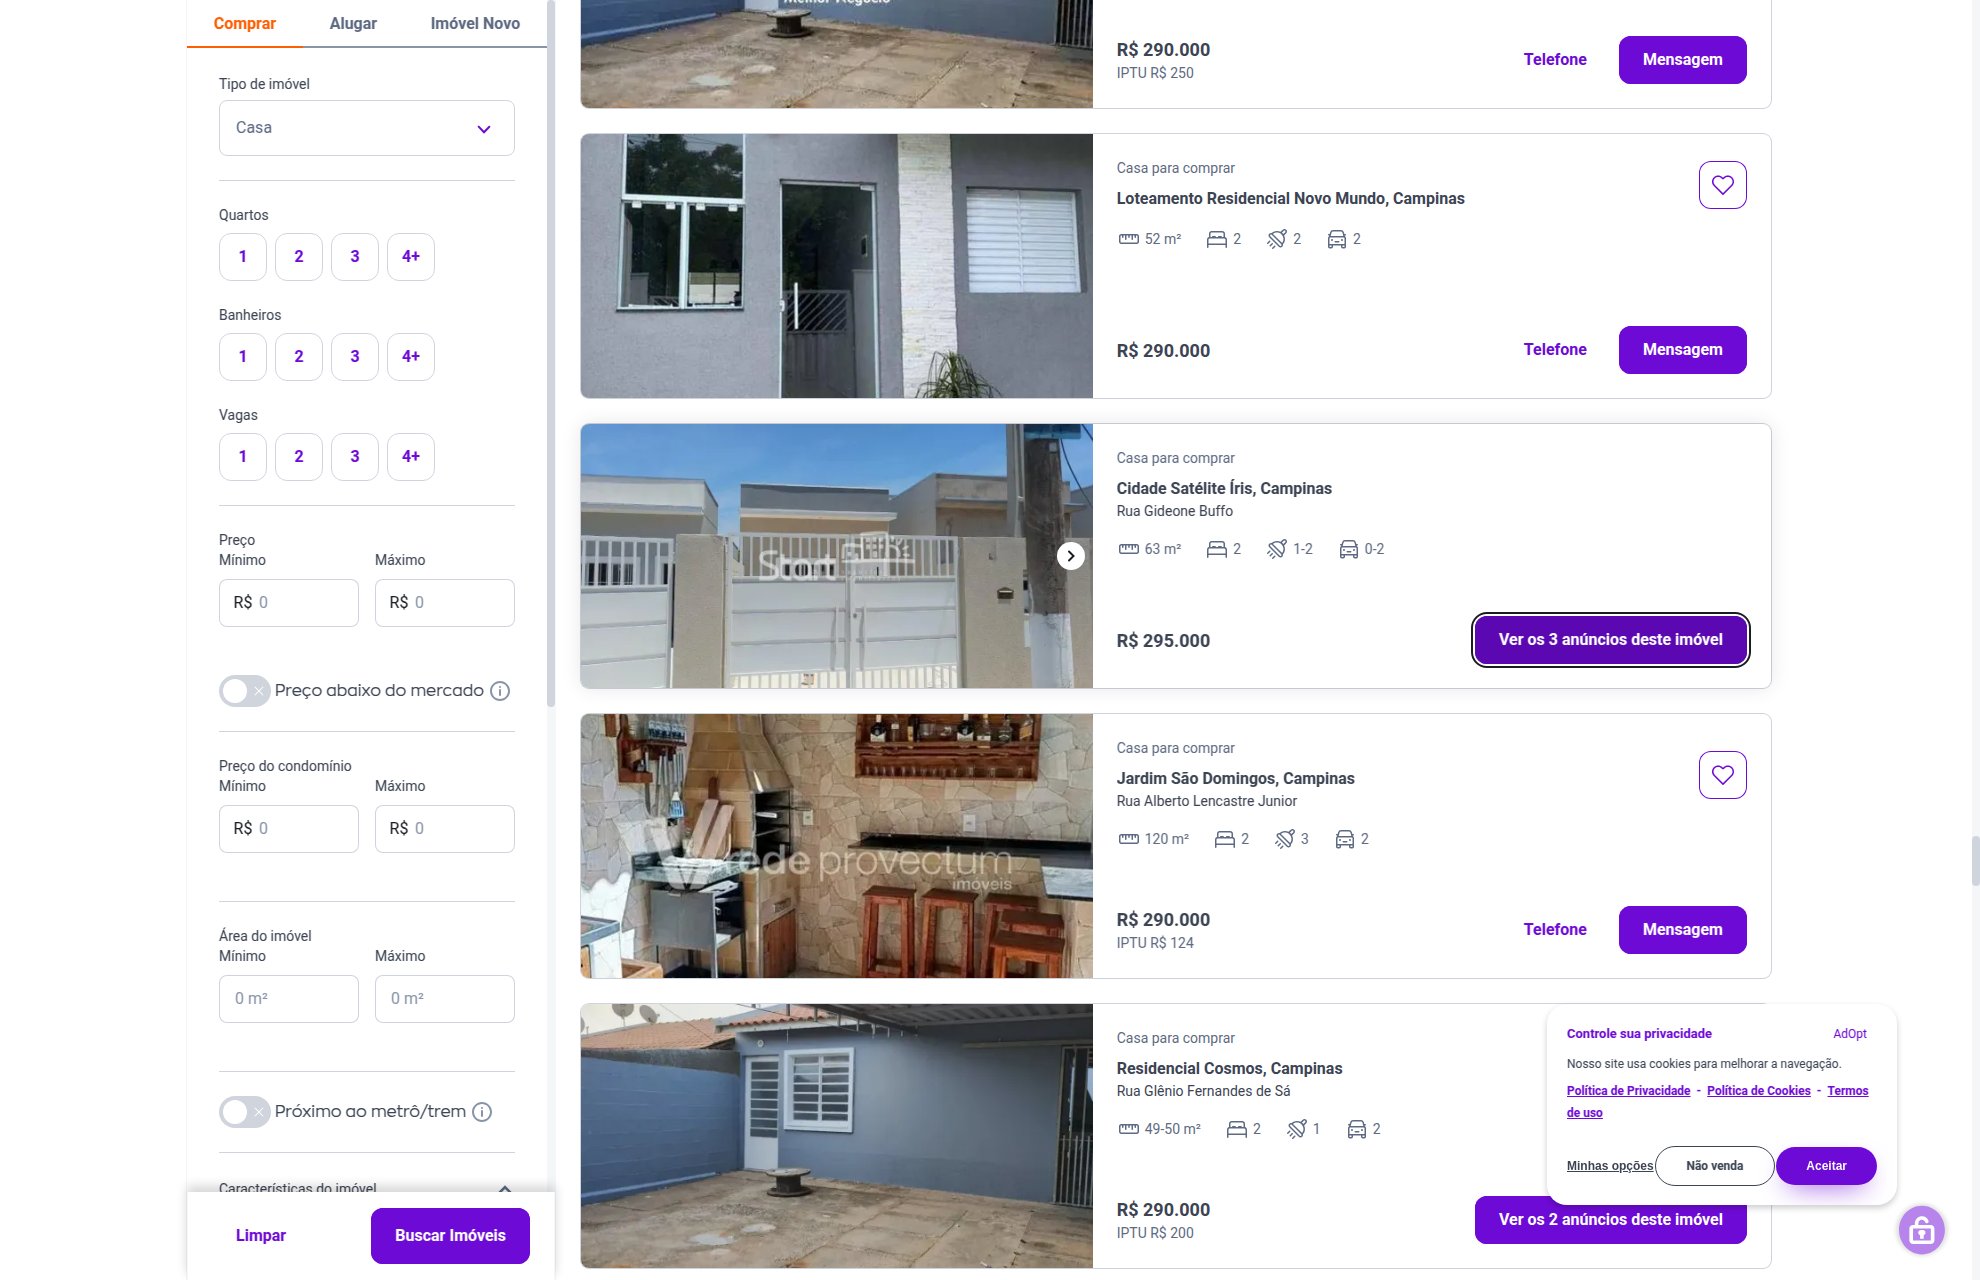 Comprar
Alugar
Imóvel Novo
Tipo de imóvel
Casa
Quartos
1
2
3
4+
Banheiros
1
2
3
4+
Vagas
1
2
3
4+
Preço
Mínimo
Máximo
R$ 0
R$ 0
Preço abaixo do mercado
Preço do condomínio
Mínimo
Máximo
R$ 0
R$ 0
Área do imóvel
Mínimo
Máximo
0 m²
0 m²
Próximo ao metrô/trem
Características do imóvel
Limpar
Buscar Imóveis
Melhor Negócio
R$ 290.000
IPTU R$ 250
Telefone
Mensagem
Casa para comprar
Loteamento Residencial Novo Mundo, Campinas
52 m²
2
2
2
R$ 290.000
Telefone
Mensagem
Start
Casa para comprar
Cidade Satélite Íris, Campinas
Rua Gideone Buffo
63 m²
2
1-2
0-2
R$ 295.000
Ver os 3 anúncios deste imóvel
rede provectum
imóveis
Casa para comprar
Jardim São Domingos, Campinas
Rua Alberto Lencastre Junior
120 m²
2
3
2
R$ 290.000
IPTU R$ 124
Telefone
Mensagem
Casa para comprar
Residencial Cosmos, Campinas
Rua Glênio Fernandes de Sá
49-50 m²
2
1
2
R$ 290.000
IPTU R$ 200
Ver os 2 anúncios deste imóvel
Controle sua privacidade
AdOpt
Nosso site usa cookies para melhorar a navegação.
Política de Privacidade - Política de Cookies - Termos
de uso
Minhas opções
Não venda
Aceitar